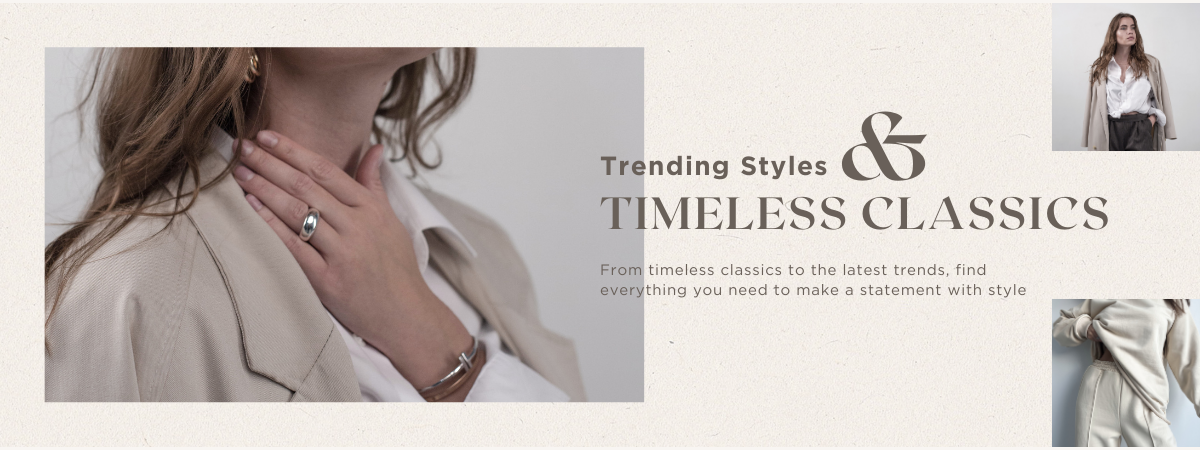 Trending Styles &
TIMELESS CLASSICS
From timeless classics to the latest trends, find
everything you need to make a statement with style